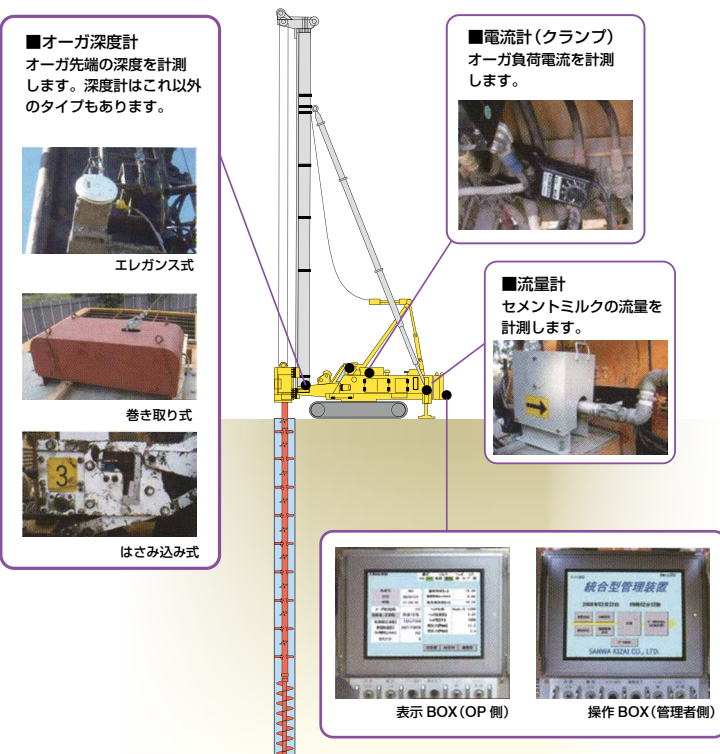 ■オーガ深度計
オーガ先端の深度を計測
します。深度計はこれ以外
のタイプもあります。
エレガンス式
巻き取り式
3
はさみ込み式
■電流計(クランプ)
オーガ負荷電流を計測
します。
■流量計
セメントミルクの流量を
計測します。
表示 BOX(OP 側)
統合型管理装置
SANWA KIZAI CO., LTD.
操作 BOX(管理者側)